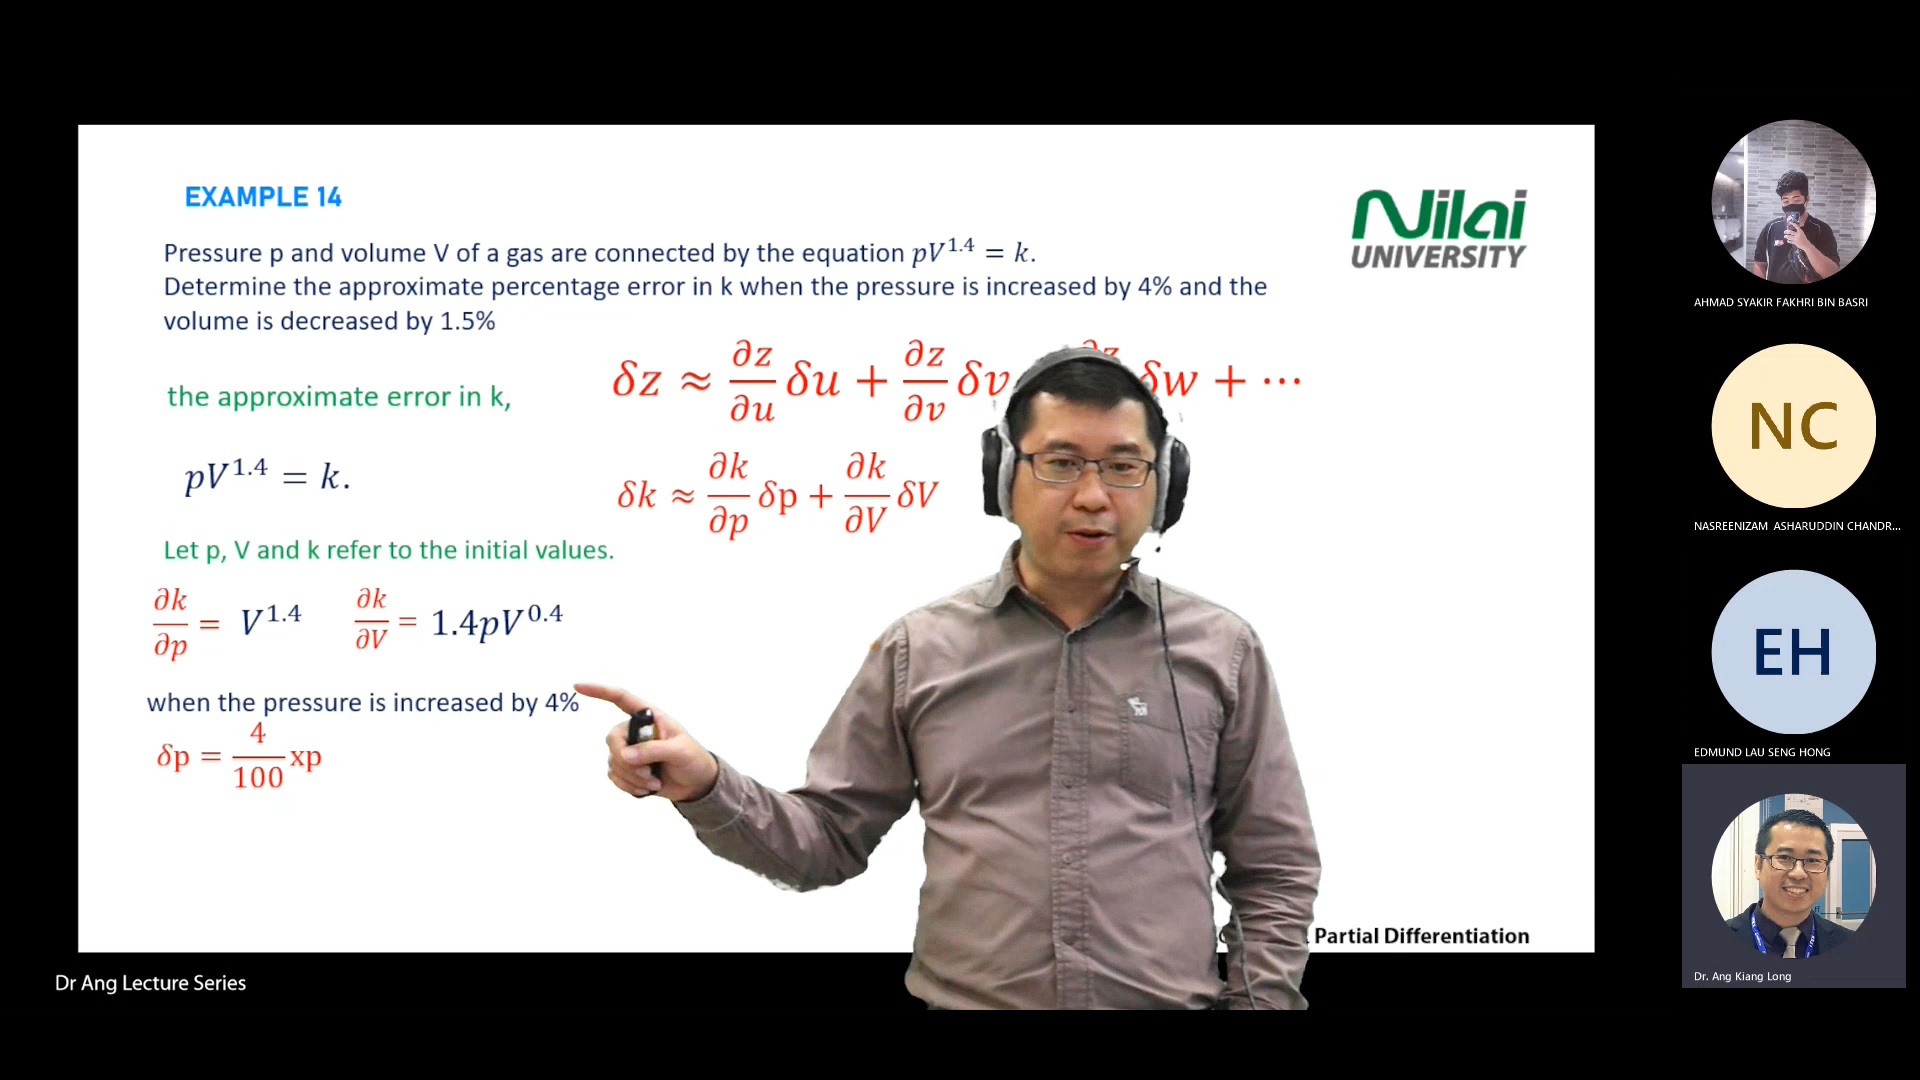 EXAMPLE 14
Nilai
UNIVERSITY
Pressure p and volume V of a gas are connected by the equation pV^1.4 = k.
Determine the approximate percentage error in k when the pressure is increased by 4% and the
volume is decreased by 1.5%
the approximate error in k,
δz ≈ ∂z/∂u δu + ∂z/∂v δv δw + ⋯
pV^1.4 = k.
δk ≈ ∂k/∂p δp + ∂k/∂V δV
Let p, V and k refer to the initial values.
∂k/∂p = V^1.4 ∂k/∂V = 1.4pV^0.4
when the pressure is increased by 4%
δp = 4/100 xp
Partial Differentiation
Dr Ang Lecture Series
AHMAD SYAKIR FAKHRI BIN BASRI
NC
NASREENIZAM ASHARUDDIN CHANDR...
EH
EDMUND LAU SENG HONG
Dr. Ang Kiang Long